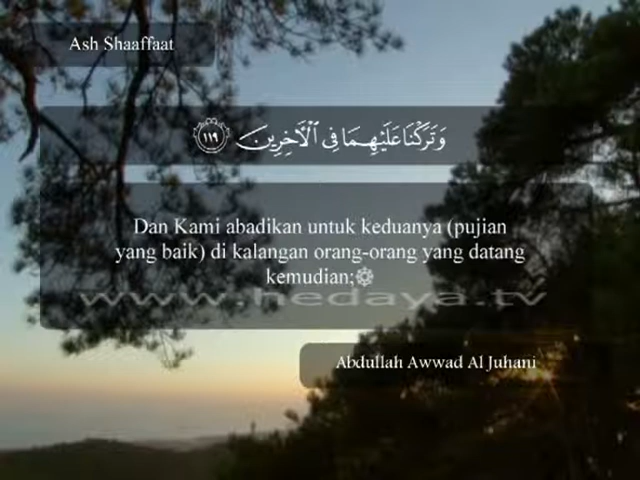 Ash Shaaffaat
وَتَرَكْنَا عَلَيْهِمَا فِي ٱلْآخِرِينَ ١١٩
Dan Kami abadikan untuk keduanya (pujian
yang baik) di kalangan orang-orang yang datang
kemudian;
www.hedaya.tv
Abdullah Awwad Al Juhani